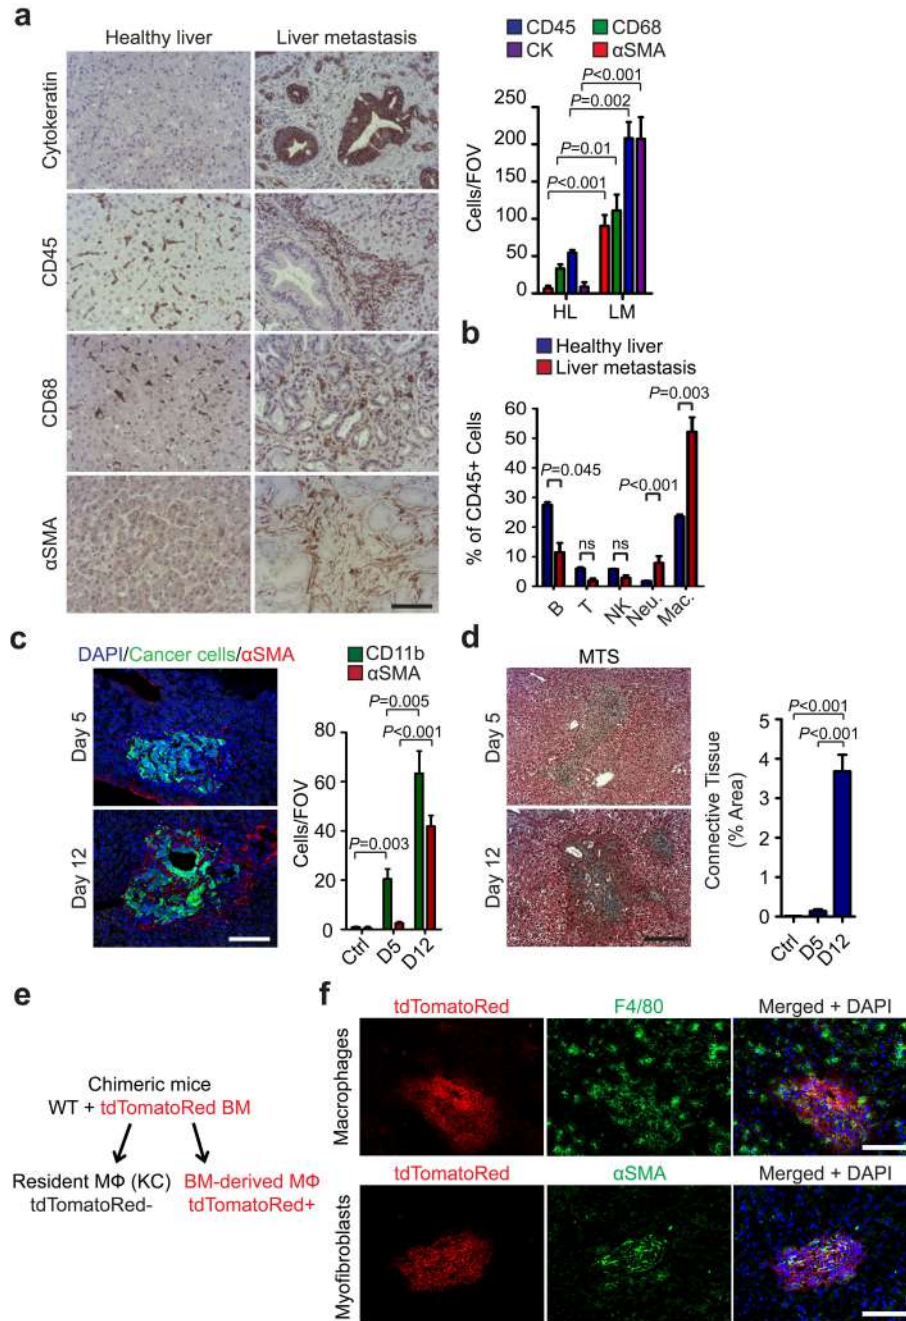 a
Healthy liver
Liver metastasis
Cytokeratin
CD45
CD68
αSMA
CD45
CD68
CK
αSMA
P<0.001
P=0.002
P=0.01
P<0.001
Cells/FOV
250
200
150
100
50
0
HL
LM
b
Healthy liver
Liver metastasis
P=0.003
P=0.045
P<0.001
ns
ns
% of CD45+ Cells
60
50
40
30
20
10
0
B
T
NK
Neu.
Mac.
c
DAPI/Cancer cells/αSMA
Day 5
Day 12
CD11b
αSMA
P=0.005
P<0.001
P=0.003
Cells/FOV
80
60
40
20
0
Ctrl
D5
D12
d
MTS
Day 5
Day 12
P<0.001
P<0.001
Connective Tissue
(% Area)
5
4
3
2
1
0
Ctrl
D5
D12
e
Chimeric mice
WT + tdTomatoRed BM
Resident MΦ (KC)
tdTomatoRed-
BM-derived MΦ
tdTomatoRed+
f
tdTomatoRed
F4/80
Merged + DAPI
Macrophages
tdTomatoRed
αSMA
Merged + DAPI
Myofibroblasts